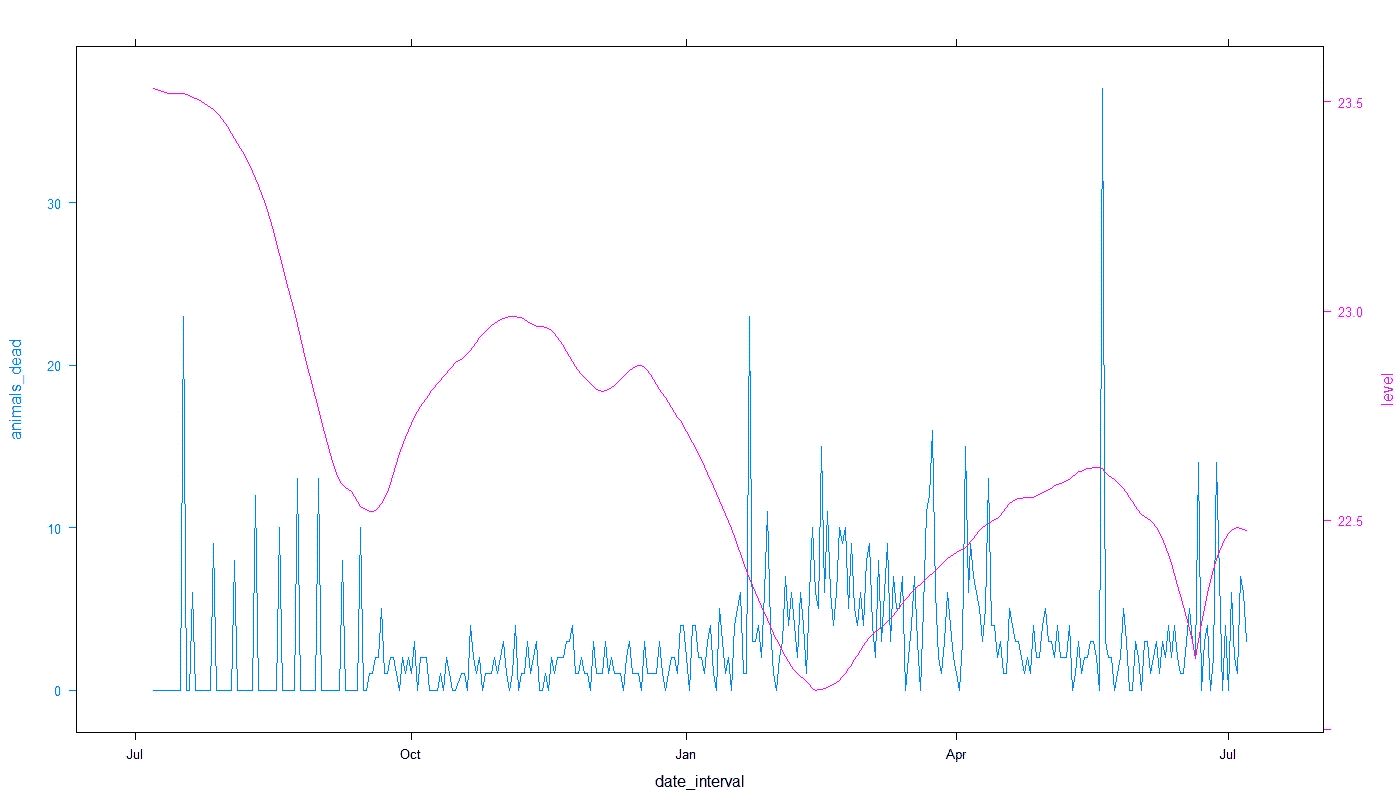 animals_dead
30
20
10
0
23.5
23.0
22.5
level
Jul
Oct
Jan
Apr
Jul
date_interval